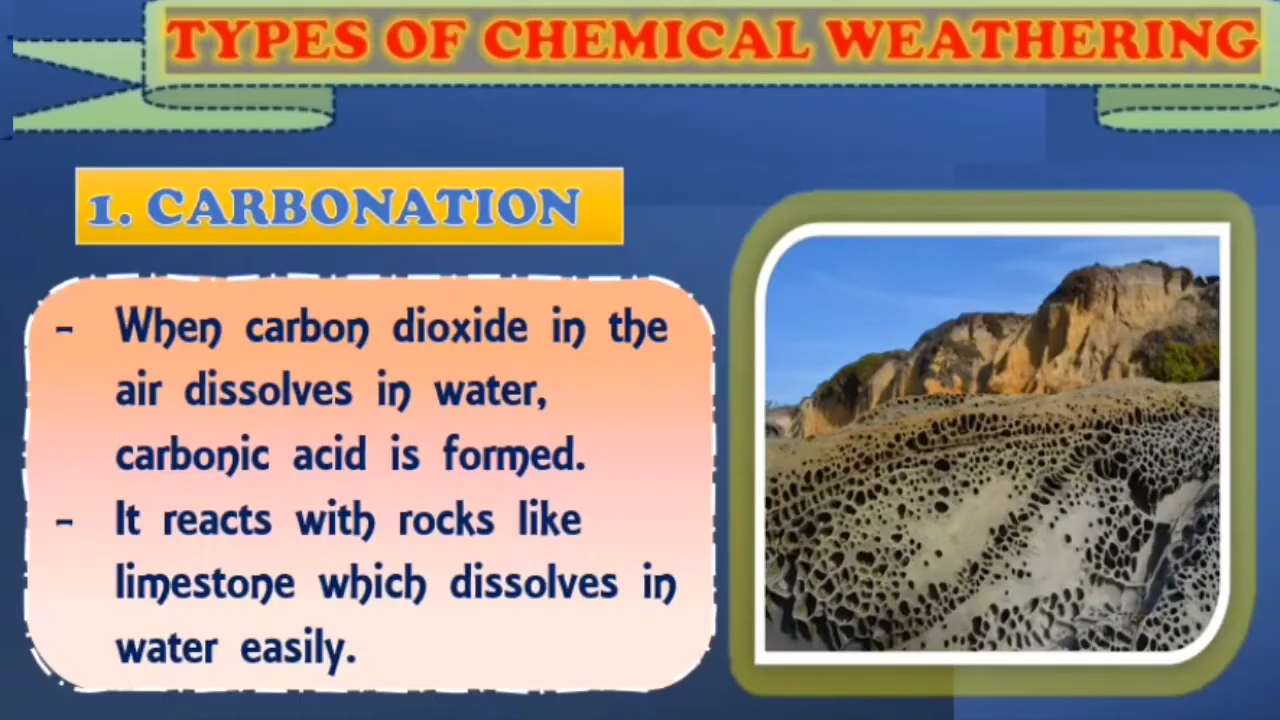 TYPES OF CHEMICAL WEATHERING
1. CARBONATION
- When carbon dioxide in the
air dissolves in water,
carbonic acid is formed.
- It reacts with rocks like
limestone which dissolves in
water easily.